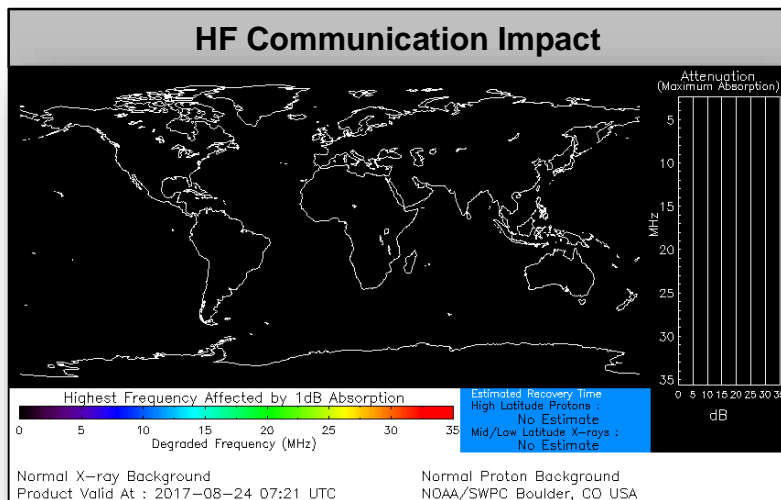 HF Communication Impact
Attenuation
(Maximum Absorption)
5
10
15
MHz
20
25
30
35
0 5 10 15 20 25 30 35
dB
Highest Frequency Affected by 1dB Absorption
0 5 10 15 20 25 30 35
Degraded Frequency (MHz)
Estimated Recovery Time
High Latitude Protons :
No Estimate
Mid/Low Latitude X-rays :
No Estimate
Normal X-ray Background
Product Valid At : 2017-08-24 07:21 UTC
Normal Proton Background
NOAA/SWPC Boulder, CO USA